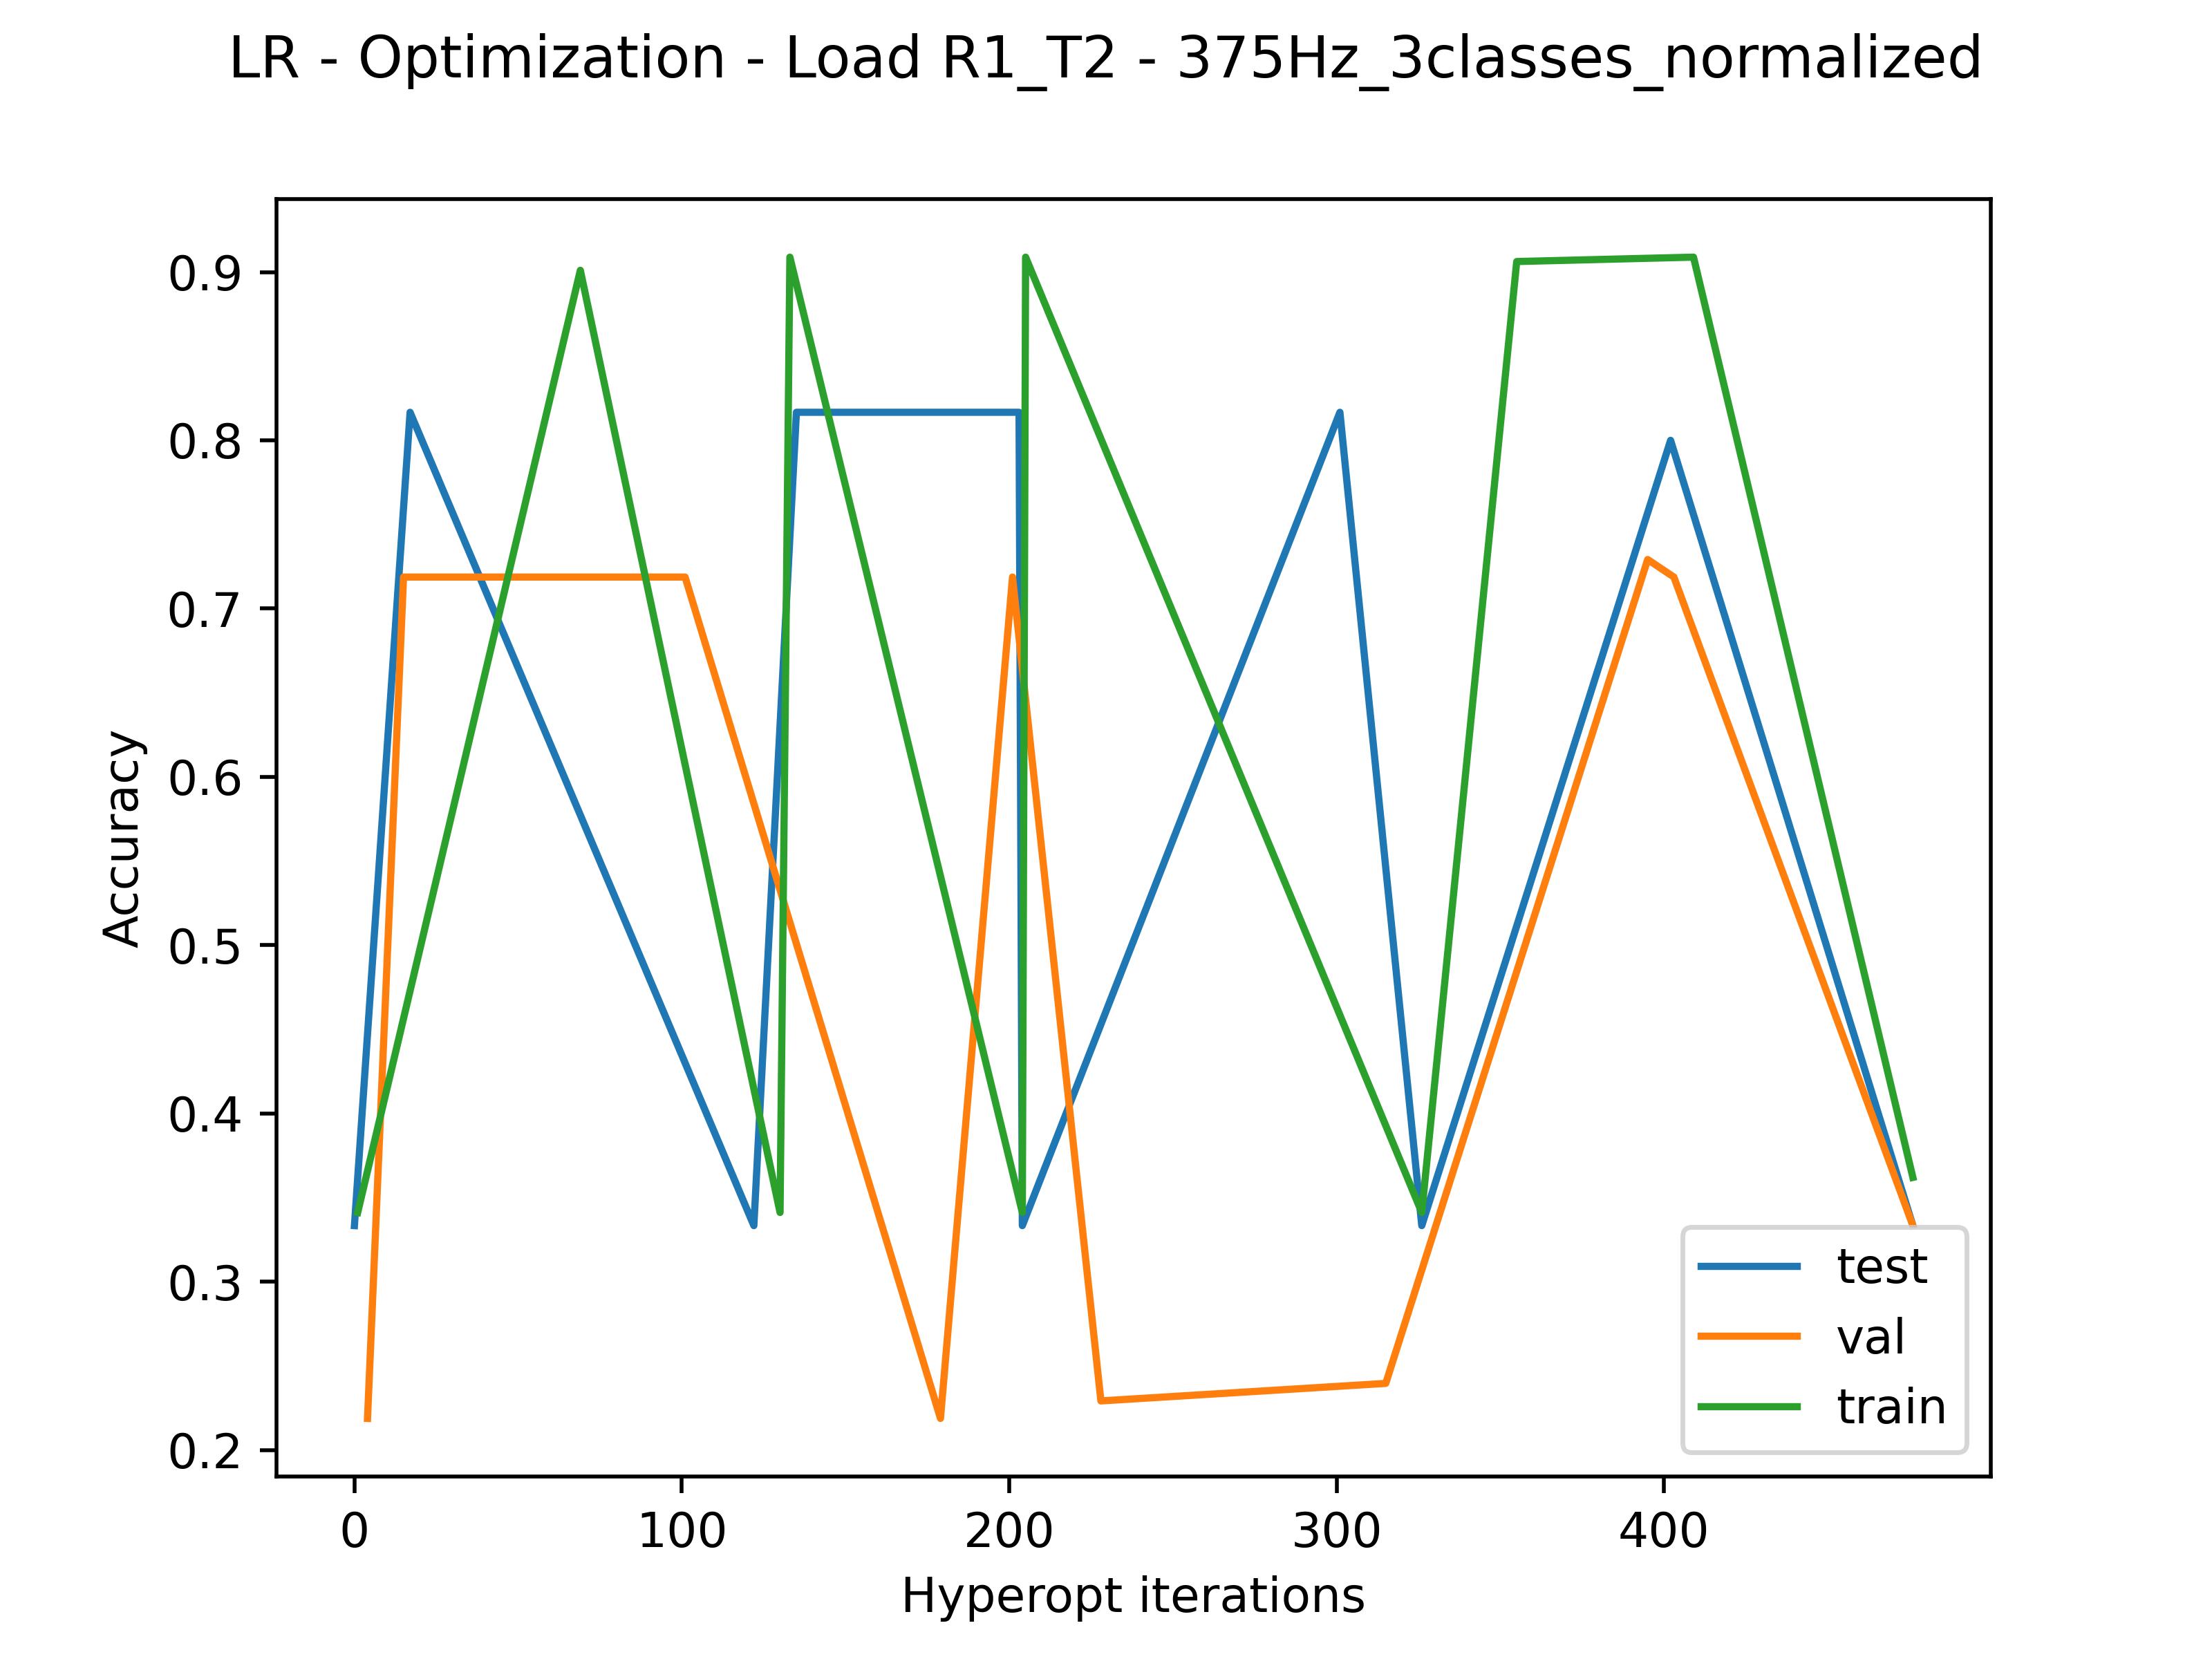 LR - Optimization - Load R1_T2 - 375Hz_3classes_normalized
0.9
0.8
0.7
0.6
0.5
0.4
0.3
0.2
Accuracy
test
val
train
0 100 200 300 400
Hyperopt iterations